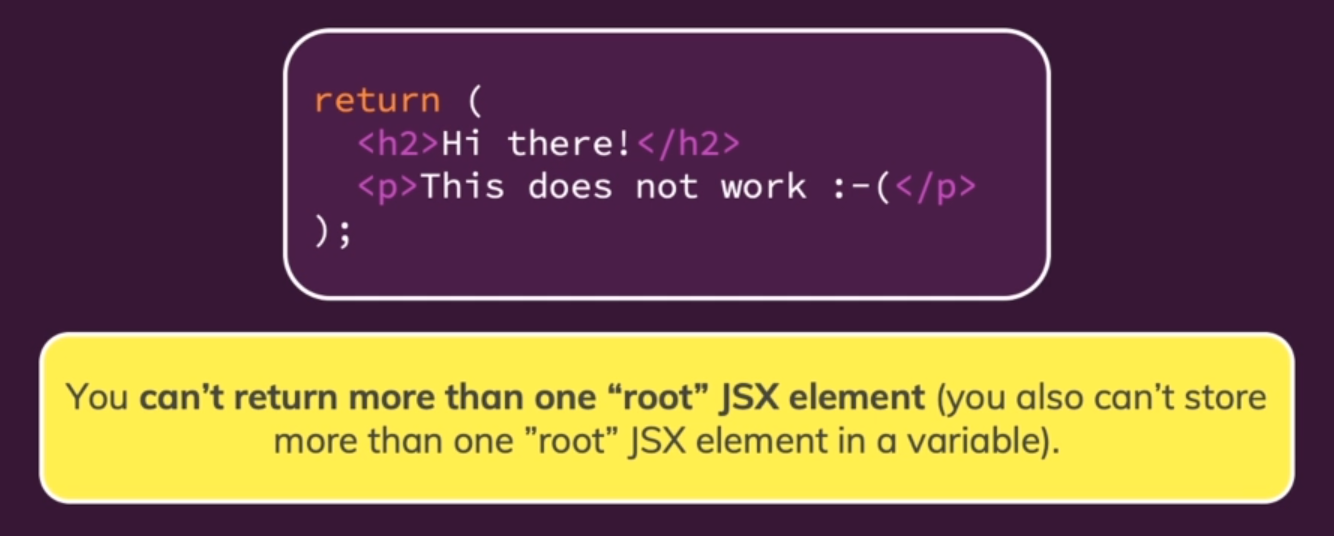 return (
  <h2>Hi there!</h2>
  <p>This does not work :-(</p>
);
You can’t return more than one “root” JSX element (you also can’t store
more than one ”root” JSX element in a variable).